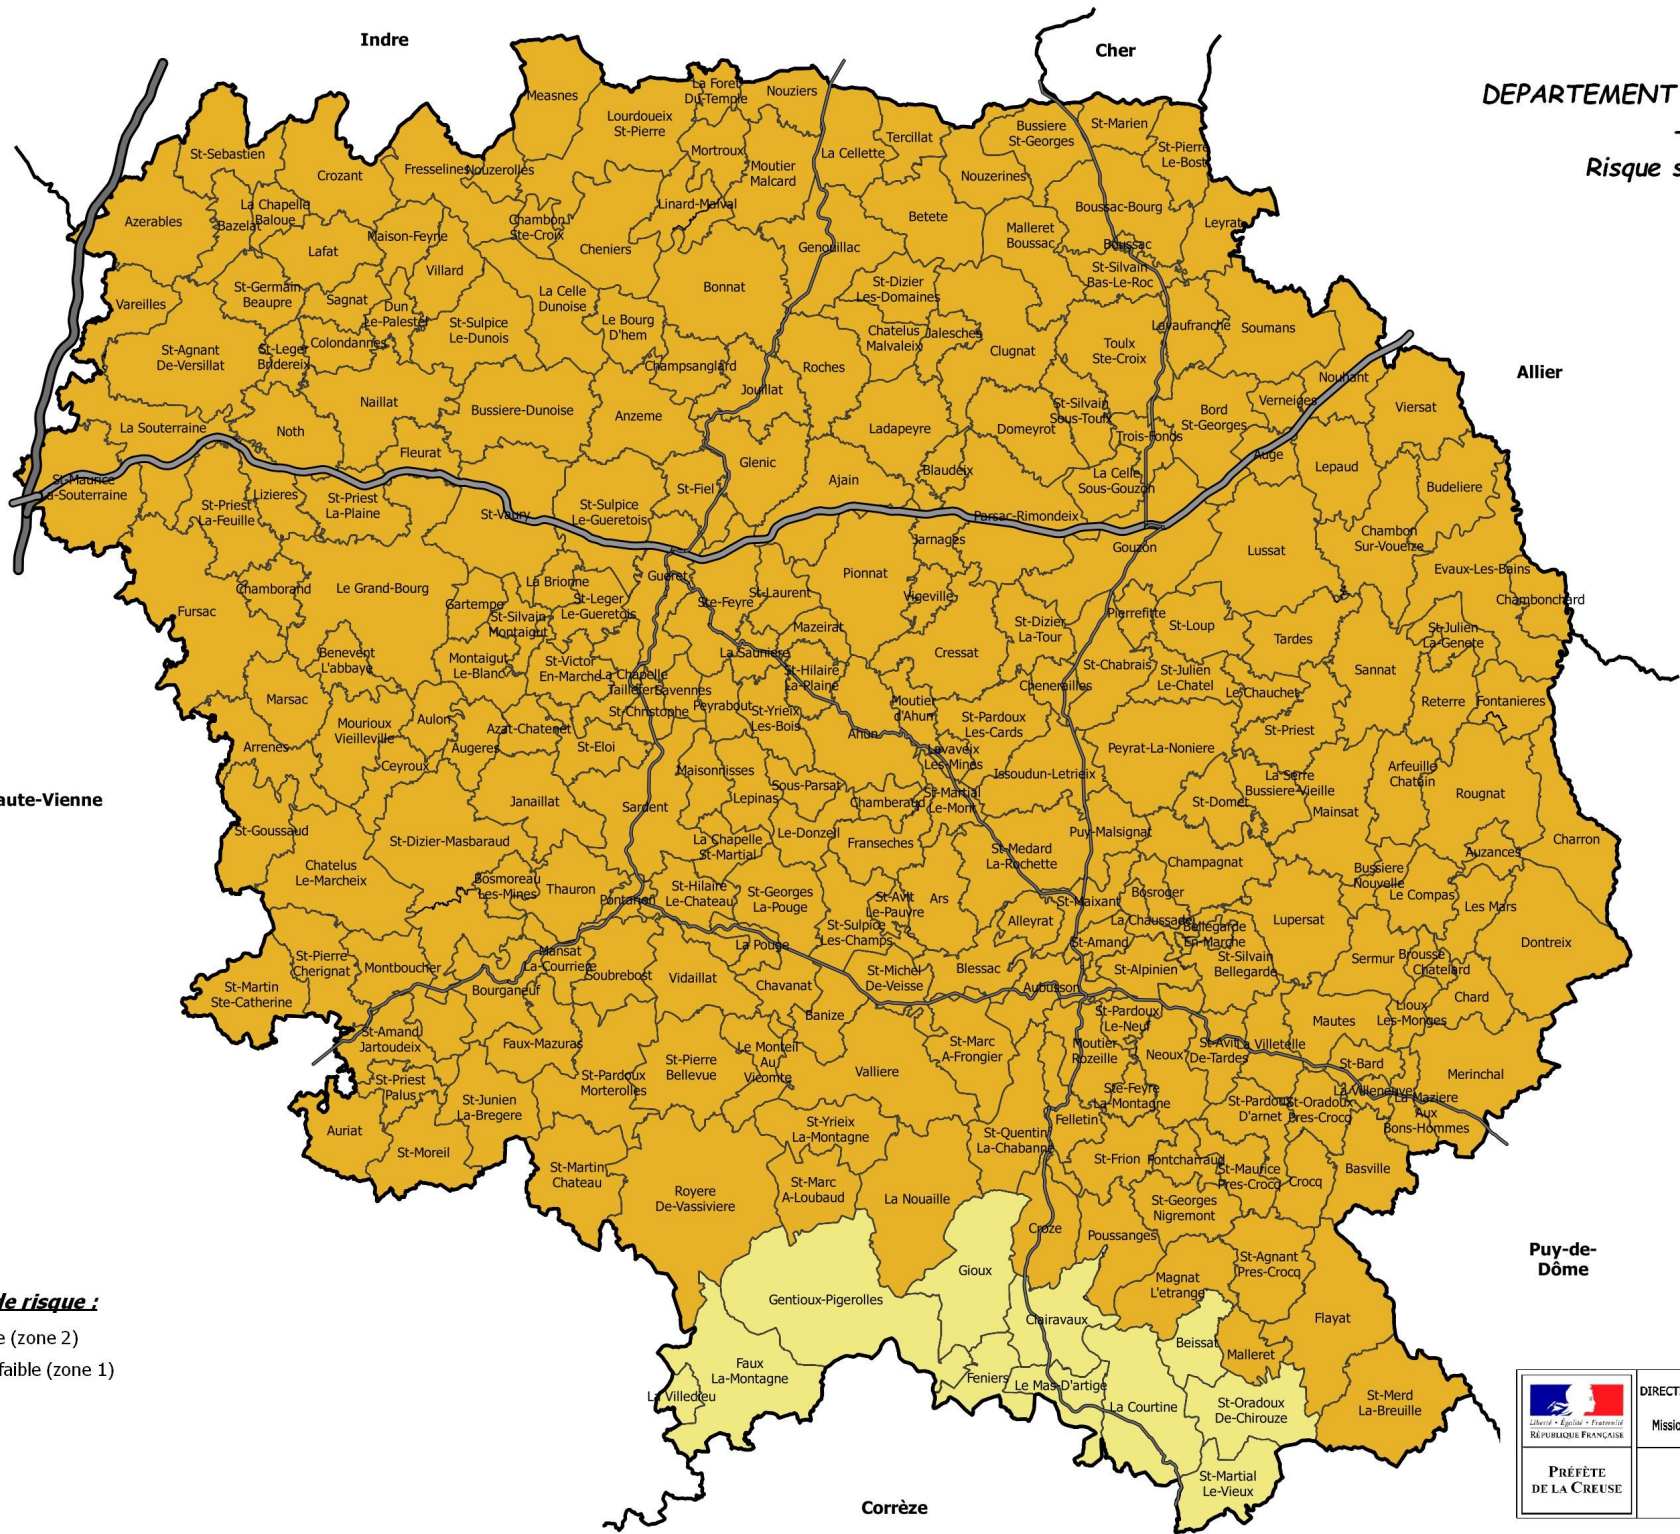 Indre
Cher
DEPARTEMENT
Risque s
Measnes
La Foret
Du-Temple
Nouziers
Lourdoueix
St-Pierre
Tercillat
Bussiere
St-Georges
St-Marien
St-Pierre
Le-Bost
St-Sebastien
Crozant
Fresselines
Nouzerolles
Mortroux
Moutier
Malcard
La Cellette
Nouzerines
La Chapelle
Baloue
Azerables
Bazelat
Linard-Malval
Betete
Boussac-Bourg
Leyrat
Chambon
Ste-Croix
Maison-Feyne
Lafat
Cheniers
Genouillac
Malleret
Boussac
Boussac
Villard
St-Silvain
Bas-Le-Roc
St-Germain
Beaupre
Vareilles
Sagnat
Dun
Le-Palestel
La Celle
Dunoise
Bonnat
St-Dizier
Les-Domaines
Le Bourg
D'hem
St-Sulpice
Le-Dunois
Chatelus
Malvaleix
Jalesches
Lavaufranche
Soumans
St-Agnant
De-Versillat
St-Leger
Bridereix
Colondannes
Clugnat
Toulx
Ste-Croix
Champsanglard
Roches
Allier
Jouillat
Nouhant
Naillat
Bussiere-Dunoise
Anzeme
St-Silvain
Sous-Toulx
Bord
St-Georges
Verneiges
Viersat
La Souterraine
Noth
Ladapeyre
Domeyrot
Trois-Fonds
Fleurat
Glenic
Blaudeix
La Celle
Sous-Gouzon
Auge
Lepaud
St-Maurice
La-Souterraine
Ajain
St-Fiel
Budeliere
St-Priest
La-Feuille
Lizieres
St-Priest
La-Plaine
St-Vaury
St-Sulpice
Le-Gueretois
Parsac-Rimondeix
Jarnages
Gouzon
Lussat
Chambon
Sur-Voueize
Evaux-Les-Bains
Chambonchard
Gueret
Pionnat
Chamborand
Le Grand-Bourg
La Brionne
St-Leger
Le-Gueretois
Ste-Feyre
St-Laurent
Vigeville
Fursac
Gartempe
St-Silvain
Montaigut
Mazeirat
St-Dizier
La-Tour
Pierrefitte
St-Loup
Tardes
St-Julien
La-Genete
Benevent
L'abbaye
Montaigut
Le-Blanc
St-Victor
En-Marche
La Chapelle
Taillefert
Savennes
La Sauniere
St-Hilaire
La-Plaine
Cressat
St-Chabrais
St-Julien
Le-Chatel
Sannat
Chenerailles
Le Chauchet
Reterre
Fontanieres
Marsac
Mourioux
Vieilleville
Aulon
Augeres
Azat-Chatenet
St-Christophe
Peyrabout
St-Yrieix
Les-Bois
Moutier
d'Ahun
St-Pardoux
Les-Cards
St-Priest
Arrenes
Ceyroux
St-Eloi
Ahun
Lavaveix
Les-Mines
Peyrat-La-Noniere
Maisonnisses
Issoudun-Letrieix
Arfeuille
Chatain
La Serre
Bussiere-Vieille
Rougnat
Haute-Vienne
Janaillat
Sardent
Lepinas
Sous-Parsat
Chamberaud
St-Martial
Le-Mont
St-Domet
Mainsat
St-Goussaud
St-Dizier-Masbaraud
La Chapelle
St-Martial
Le-Donzeil
Franseches
Puy-Malsignat
Charron
St-Medard
La-Rochette
Champagnat
Auzances
Chatelus
Le-Marcheix
Bosmoreau
Les-Mines
Thauron
Pontarion
St-Hilaire
Le-Chateau
St-Georges
La-Pouge
St-Avit
Le-Pauvre
Ars
Bosroger
St-Maixant
Bussiere
Nouvelle
Le Compas
Les Mars
St-Sulpice
Les-Champs
Alleyrat
La Chaussade
Bellegarde
En-Marche
Lupersat
La Pouge
St-Amand
Dontreix
St-Pierre
Cherignat
Montboucher
Mansat
La-Courriere
Soubrebost
Vidaillat
Chavanat
St-Michel
De-Veisse
Blessac
St-Alpinien
St-Silvain
Bellegarde
Sermur
Brousse
Chatelard
St-Martin
Ste-Catherine
Bourganeuf
Aubusson
Chard
Lioux
Les-Monges
Banize
St-Pardoux
Le-Neuf
Mautes
St-Amand
Jartoudeix
Faux-Mazuras
Le Monteil
Au
Vicomte
St-Marc
A-Frongier
Moutier
Rozeille
Neoux
St-Avit
De-Tardes
La Villetelle
St-Pierre
Bellevue
Valliere
St-Bard
Merinchal
St-Priest
Palus
St-Pardoux
Morterolles
Ste-Feyre
La-Montagne
La Villeneuve
St-Junien
La-Bregere
St-Pardoux
D'arnet
St-Oradoux
Pres-Crocq
La Maziere
Aux
Bons-Hommes
Auriat
St-Yrieix
La-Montagne
Felletin
St-Quentin
La-Chabanne
St-Moreil
St-Martin
Chateau
St-Frion
Fontcharraud
St-Maurice
Pres-Crocq
Crocq
Basville
Royere
De-Vassiviere
St-Marc
A-Loubaud
La Nouaille
St-Georges
Nigremont
Croze
Poussanges
Puy-de-
Dôme
St-Agnant
Pres-Crocq
Gioux
Magnat
L'etrange
Gentioux-Pigerolles
de risque :
Clairavaux
Flayat
e (zone 2)
Beissat
Malleret
faible (zone 1)
Faux
La-Montagne
Feniers
Le Mas-D'artige
La Villedieu
La Courtine
St-Oradoux
De-Chirouze
St-Merd
La-Breuille
St-Martial
Le-Vieux
Corrèze
Liberté • Égalité • Fraternité
RÉPUBLIQUE FRANÇAISE
PRÉFÈTE
DE LA CREUSE
DIRECT
Missio